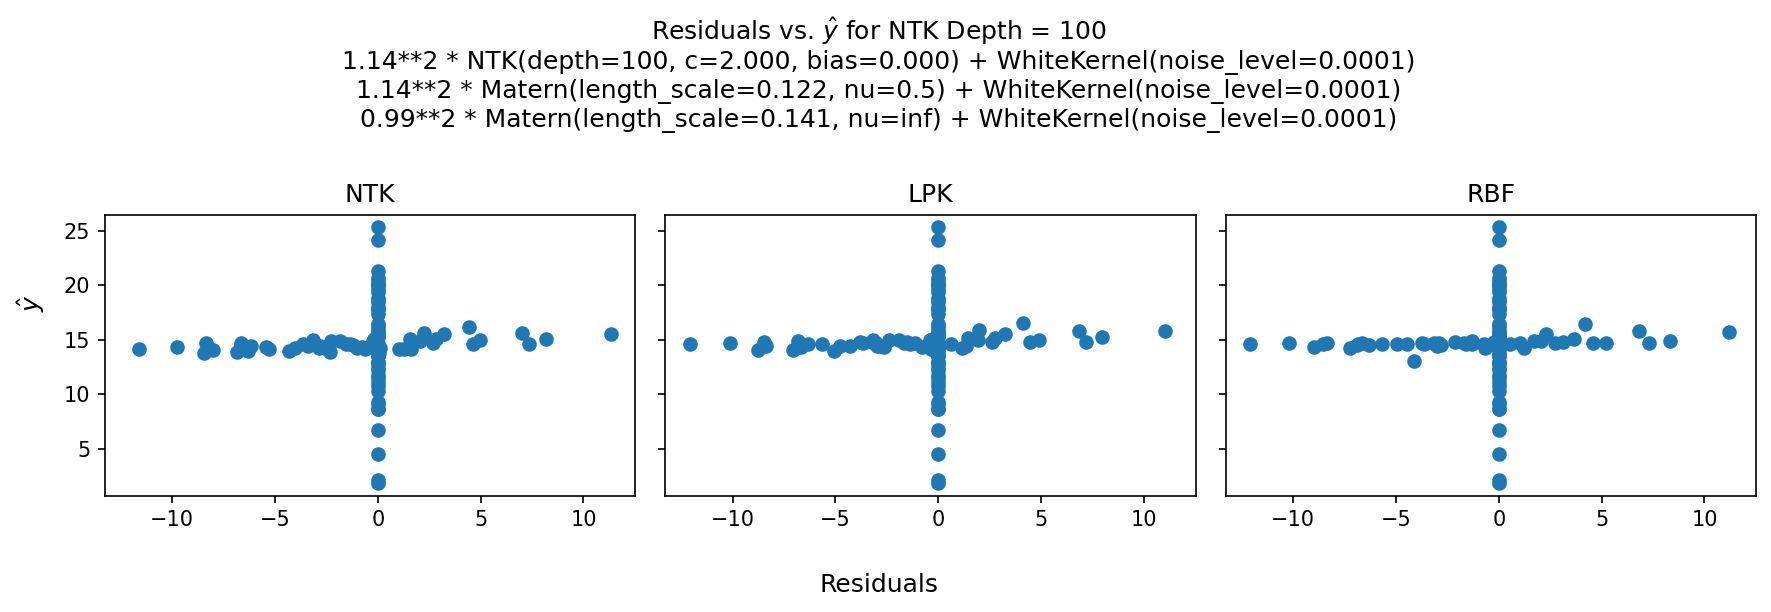 Residuals vs. ŷ for NTK Depth = 100
1.14**2 * NTK(depth=100, c=2.000, bias=0.000) + WhiteKernel(noise_level=0.0001)
1.14**2 * Matern(length_scale=0.122, nu=0.5) + WhiteKernel(noise_level=0.0001)
0.99**2 * Matern(length_scale=0.141, nu=inf) + WhiteKernel(noise_level=0.0001)
NTK LPK RBF
25
20
15
10
5
ŷ
−10 −5 0 5 10 −10 −5 0 5 10 −10 −5 0 5 10
Residuals